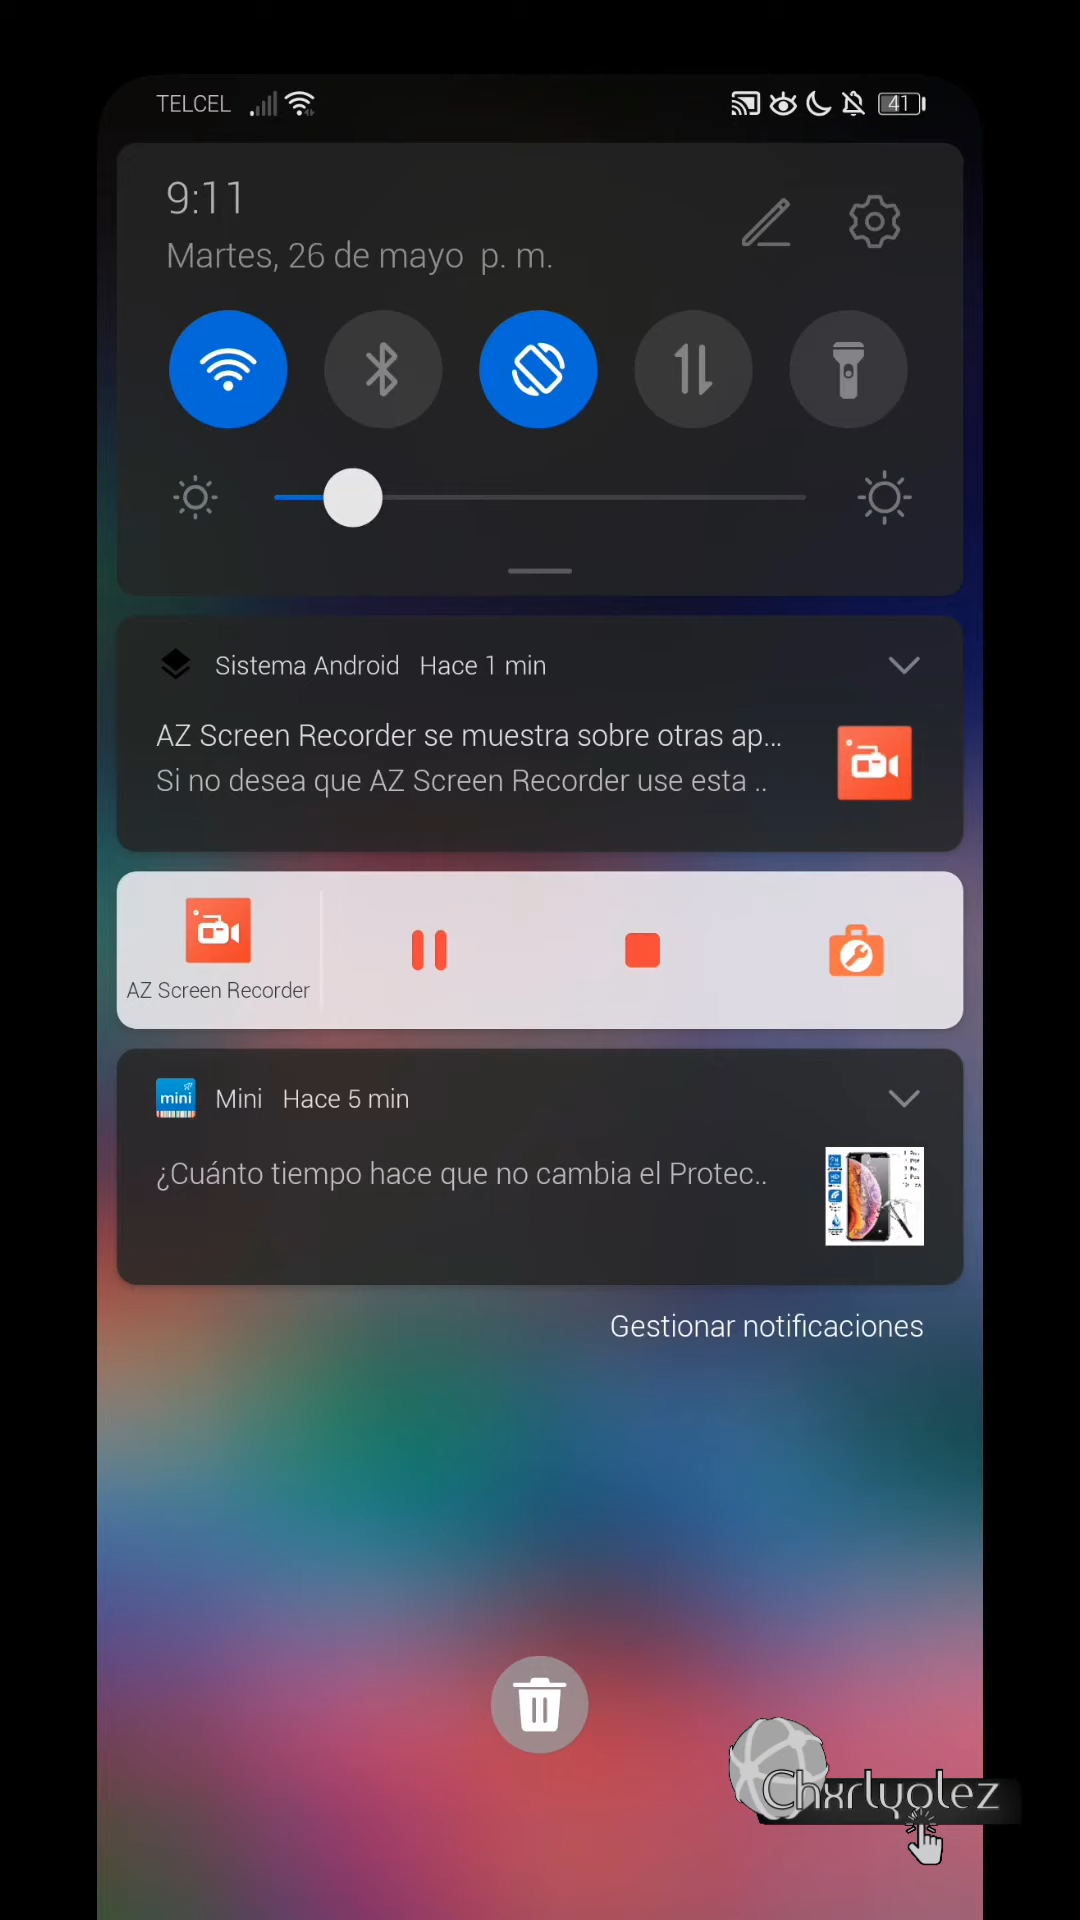 TELCEL
41
9:11
Martes, 26 de mayo p. m.
Sistema Android Hace 1 min
AZ Screen Recorder se muestra sobre otras ap...
Si no desea que AZ Screen Recorder use esta ..
AZ Screen Recorder
mini
Mini Hace 5 min
¿Cuánto tiempo hace que no cambia el Protec..
Gestionar notificaciones
Chxrlyolez